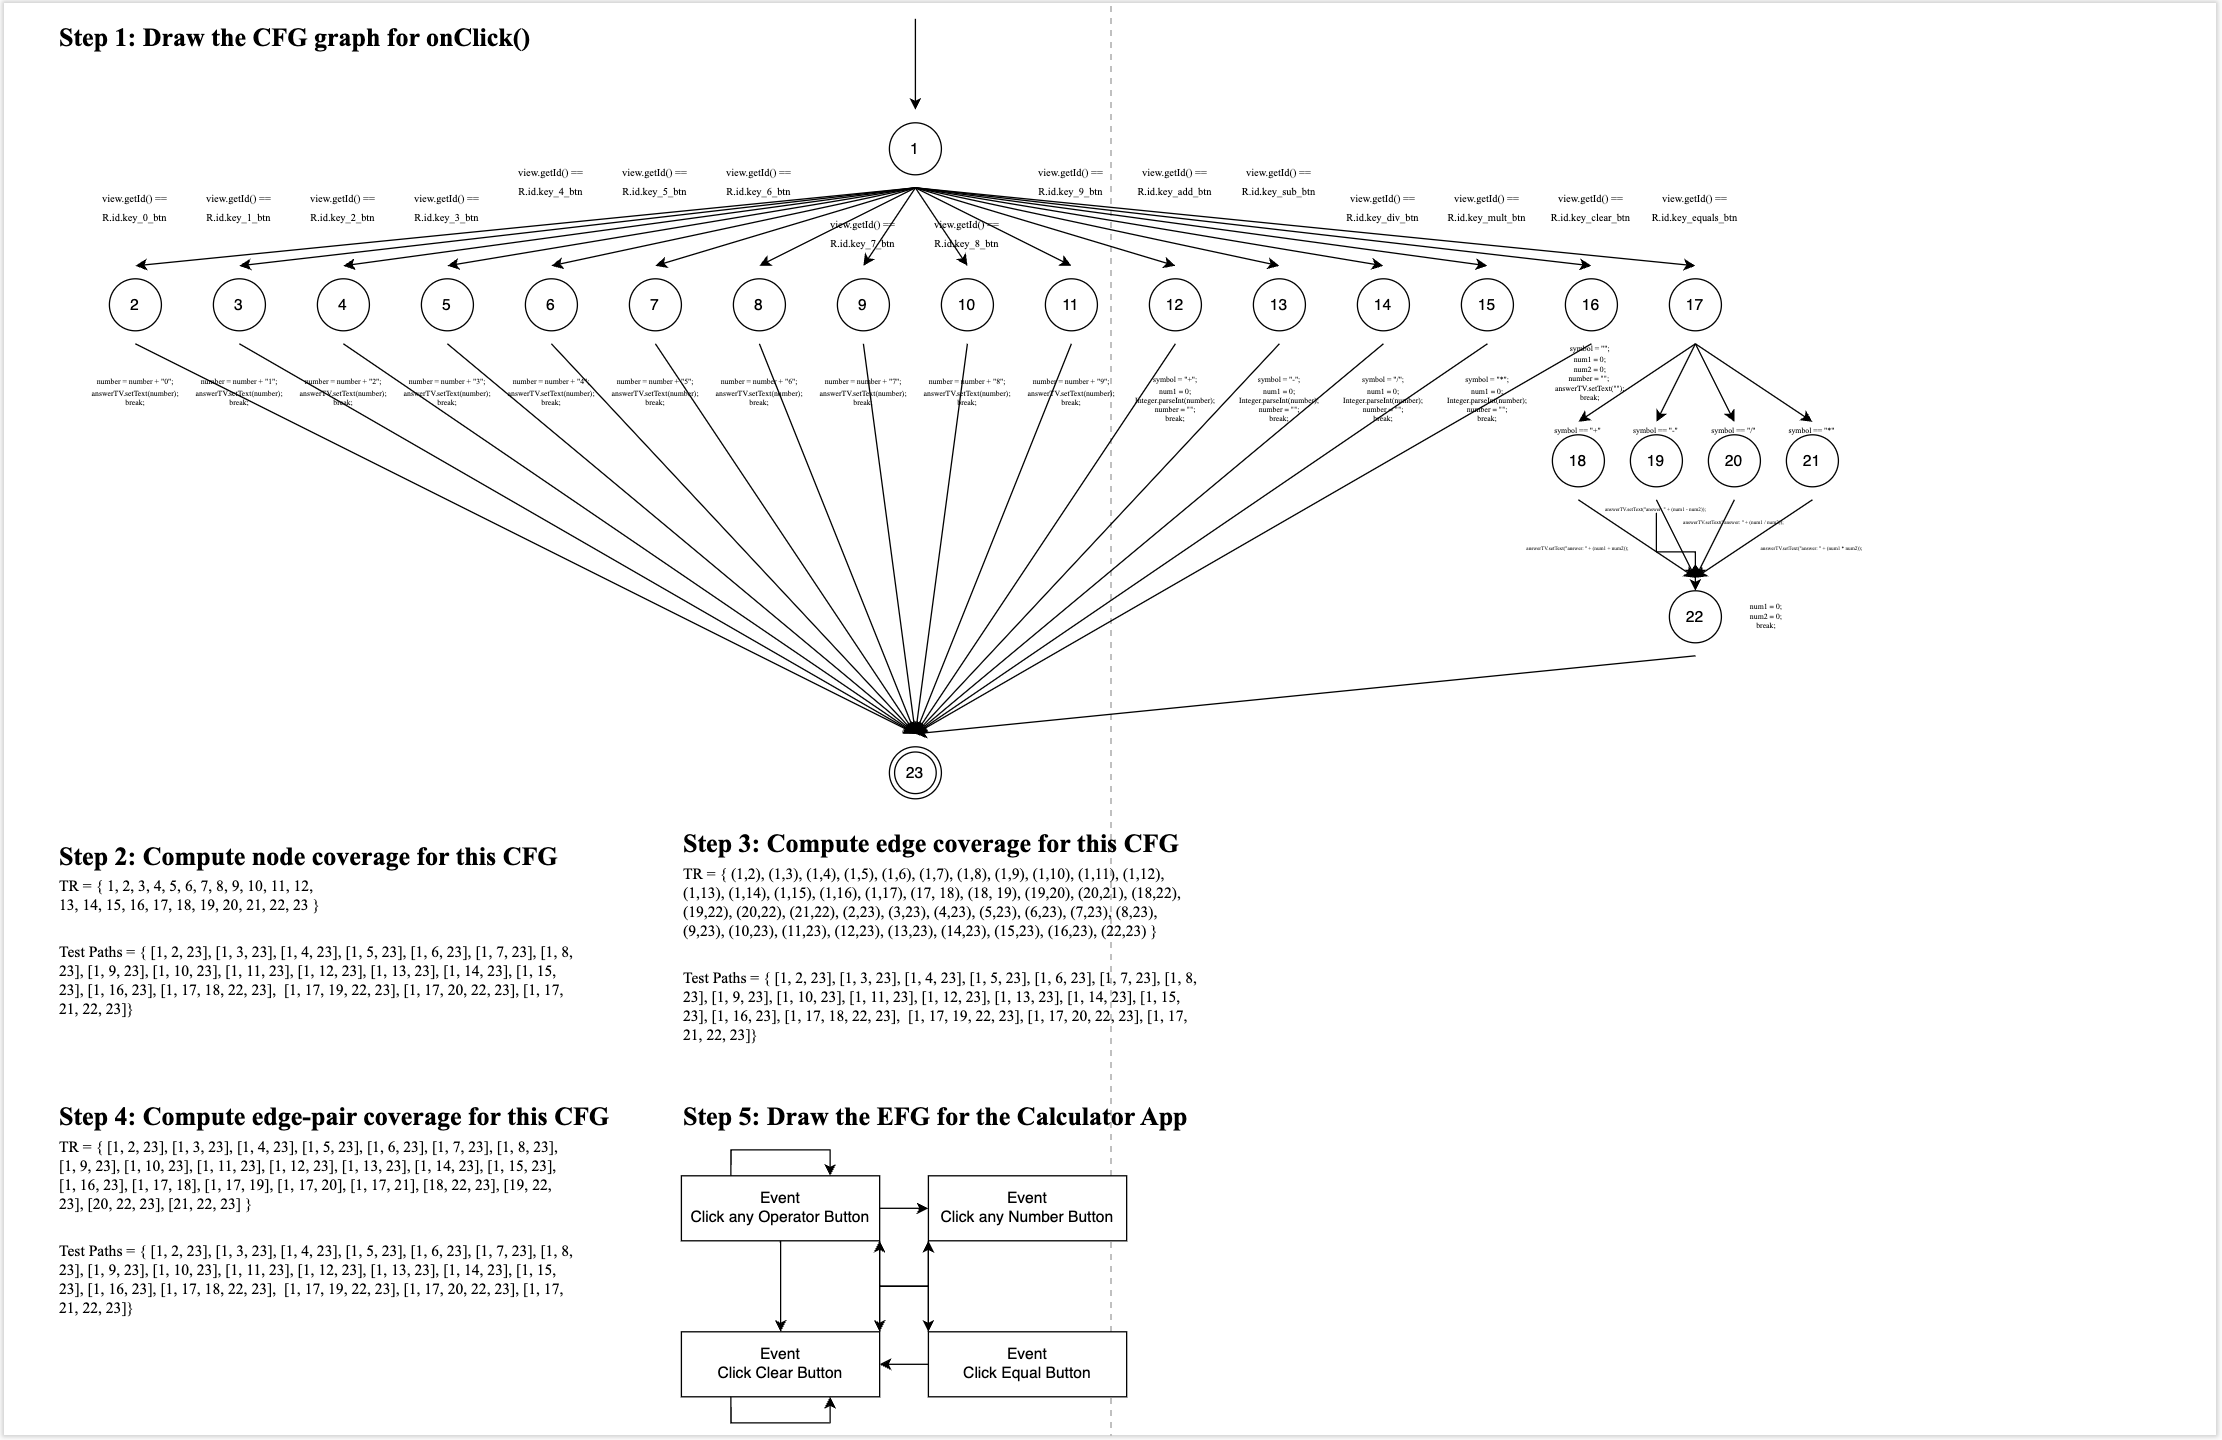 Step 1: Draw the CFG graph for onClick()
1
view.getId() ==
R.id.key_0_btn
view.getId() ==
R.id.key_1_btn
view.getId() ==
R.id.key_2_btn
view.getId() ==
R.id.key_3_btn
view.getId() ==
R.id.key_4_btn
view.getId() ==
R.id.key_5_btn
view.getId() ==
R.id.key_6_btn
view.getId() ==
R.id.key_7_btn
view.getId() ==
R.id.key_8_btn
view.getId() ==
R.id.key_9_btn
view.getId() ==
R.id.key_add_btn
view.getId() ==
R.id.key_sub_btn
view.getId() ==
R.id.key_div_btn
view.getId() ==
R.id.key_mult_btn
view.getId() ==
R.id.key_clear_btn
view.getId() ==
R.id.key_equals_btn
2
3
4
5
6
7
8
9
10
11
12
13
14
15
16
17
number = number + "0";
answerTV.setText(number);
break;
number = number + "1";
answerTV.setText(number);
break;
number = number + "2";
answerTV.setText(number);
break;
number = number + "3";
answerTV.setText(number);
break;
number = number + "4";
answerTV.setText(number);
break;
number = number + "5";
answerTV.setText(number);
break;
number = number + "6";
answerTV.setText(number);
break;
number = number + "7";
answerTV.setText(number);
break;
number = number + "8";
answerTV.setText(number);
break;
number = number + "9";
answerTV.setText(number);
break;
symbol = "+";
num1 = 0;
Integer.parseInt(number);
number = "";
break;
symbol = "-";
num1 = 0;
Integer.parseInt(number);
number = "";
break;
symbol = "/";
num1 = 0;
Integer.parseInt(number);
number = "";
break;
symbol = "*";
num1 = 0;
Integer.parseInt(number);
number = "";
break;
symbol = "";
num1 = 0;
num2 = 0;
number = "";
answerTV.setText("");
break;
symbol == "+"
symbol == "-"
symbol == "/"
symbol == "*"
18
19
20
21
answerTV.setText("answer: " + (num1 - num2));
answerTV.setText("answer: " + (num1 / num2));
answerTV.setText("answer: " + (num1 + num2));
answerTV.setText("answer: " + (num1 * num2));
22
num1 = 0;
num2 = 0;
break;
23
Step 2: Compute node coverage for this CFG
TR = { 1, 2, 3, 4, 5, 6, 7, 8, 9, 10, 11, 12,
13, 14, 15, 16, 17, 18, 19, 20, 21, 22, 23 }
Test Paths = { [1, 2, 23], [1, 3, 23], [1, 4, 23], [1, 5, 23], [1, 6, 23], [1, 7, 23], [1, 8,
23], [1, 9, 23], [1, 10, 23], [1, 11, 23], [1, 12, 23], [1, 13, 23], [1, 14, 23], [1, 15,
23], [1, 16, 23], [1, 17, 18, 22, 23], [1, 17, 19, 22, 23], [1, 17, 20, 22, 23], [1, 17,
21, 22, 23]}
Step 3: Compute edge coverage for this CFG
TR = { (1,2), (1,3), (1,4), (1,5), (1,6), (1,7), (1,8), (1,9), (1,10), (1,11), (1,12),
(1,13), (1,14), (1,15), (1,16), (1,17), (17, 18), (18, 19), (19,20), (20,21), (18,22),
(19,22), (20,22), (21,22), (2,23), (3,23), (4,23), (5,23), (6,23), (7,23), (8,23),
(9,23), (10,23), (11,23), (12,23), (13,23), (14,23), (15,23), (16,23), (22,23) }
Test Paths = { [1, 2, 23], [1, 3, 23], [1, 4, 23], [1, 5, 23], [1, 6, 23], [1, 7, 23], [1, 8,
23], [1, 9, 23], [1, 10, 23], [1, 11, 23], [1, 12, 23], [1, 13, 23], [1, 14, 23], [1, 15,
23], [1, 16, 23], [1, 17, 18, 22, 23], [1, 17, 19, 22, 23], [1, 17, 20, 22, 23], [1, 17,
21, 22, 23]}
Step 4: Compute edge-pair coverage for this CFG
TR = { [1, 2, 23], [1, 3, 23], [1, 4, 23], [1, 5, 23], [1, 6, 23], [1, 7, 23], [1, 8, 23],
[1, 9, 23], [1, 10, 23], [1, 11, 23], [1, 12, 23], [1, 13, 23], [1, 14, 23], [1, 15, 23],
[1, 16, 23], [1, 17, 18], [1, 17, 19], [1, 17, 20], [1, 17, 21], [18, 22, 23], [19, 22,
23], [20, 22, 23], [21, 22, 23] }
Test Paths = { [1, 2, 23], [1, 3, 23], [1, 4, 23], [1, 5, 23], [1, 6, 23], [1, 7, 23], [1, 8,
23], [1, 9, 23], [1, 10, 23], [1, 11, 23], [1, 12, 23], [1, 13, 23], [1, 14, 23], [1, 15,
23], [1, 16, 23], [1, 17, 18, 22, 23], [1, 17, 19, 22, 23], [1, 17, 20, 22, 23], [1, 17,
21, 22, 23]}
Step 5: Draw the EFG for the Calculator App
Event
Click any Operator Button
Event
Click any Number Button
Event
Click Clear Button
Event
Click Equal Button